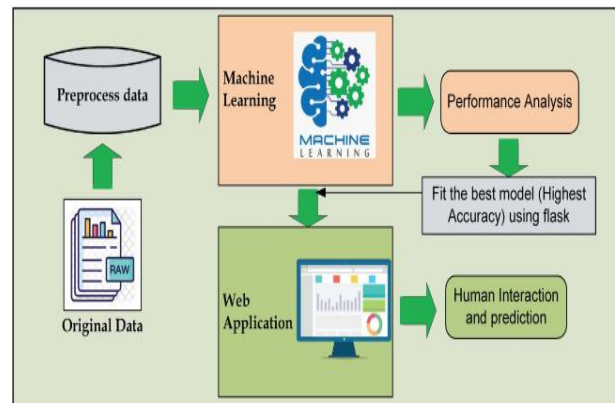 Preprocess data
Machine
Learning
MACHINE
LEARNING
Performance Analysis
Fit the best model (Highest
Accuracy) using flask
RAW
Original Data
Web
Application
Human Interaction
and prediction